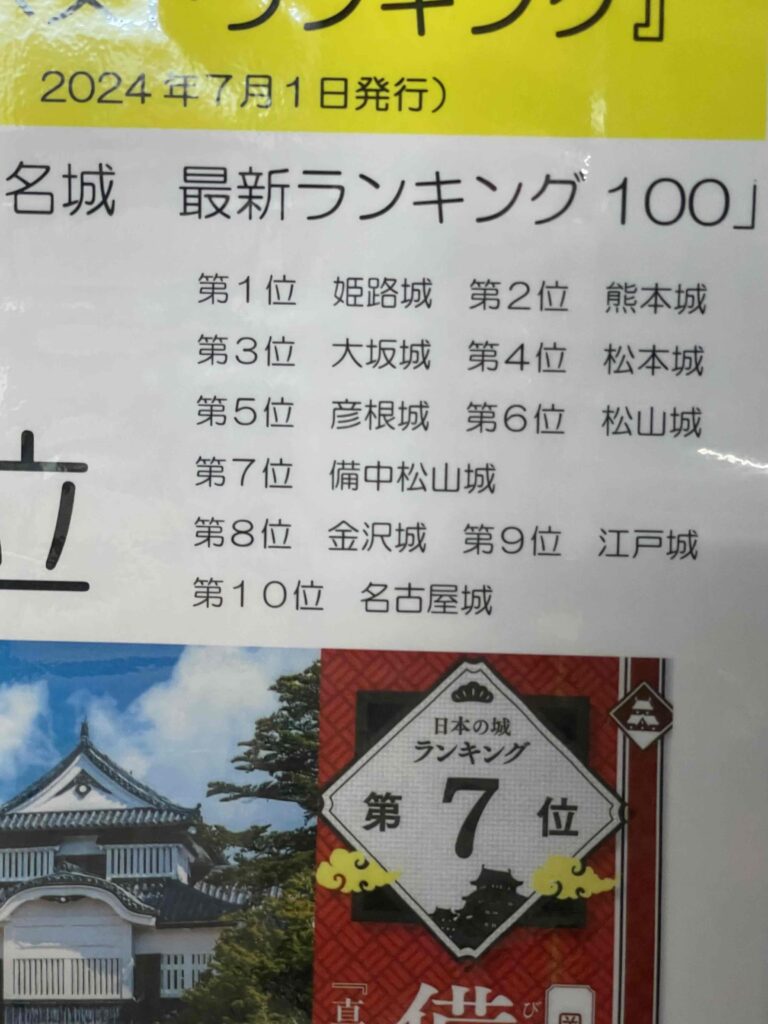 ランキング』
2024年7月1日発行）
名城　最新ランキング100」
第1位　姫路城　第2位　熊本城
第3位　大坂城　第4位　松本城
第5位　彦根城　第6位　松山城
第7位　備中松山城
第8位　金沢城　第9位　江戸城
第10位　名古屋城
位
日本の城
ランキング
第7位
『真
備
び